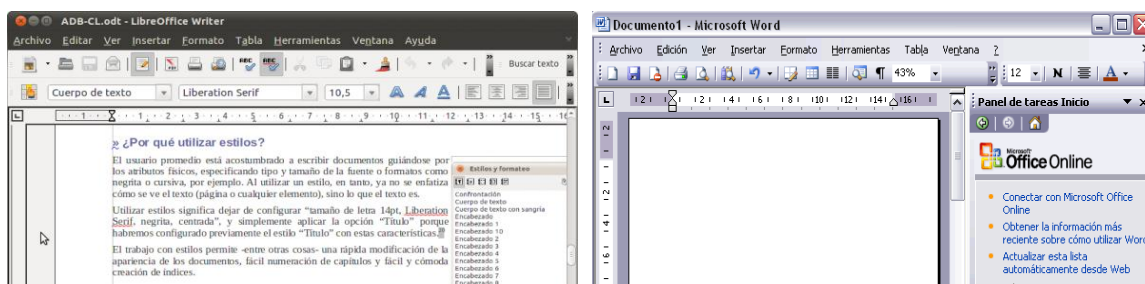 ADB-CL.odt - LibreOffice Writer
Archivo Editar Ver Insertar Formato Tabla Herramientas Ventana Ayuda
Buscar texto
Cuerpo de texto Liberation Serif 10,5
¿Por qué utilizar estilos?
El usuario promedio está acostumbrado a escribir documentos guiándose por
los atributos físicos, especificando tipo y tamaño de la fuente o formatos como
negrita o cursiva, por ejemplo. Al utilizar un estilo, en tanto, ya no se enfatiza
cómo se ve el texto (página o cualquier elemento), sino lo que el texto es.
Utilizar estilos significa dejar de configurar “tamaño de letra 14pt, Liberation
Serif, negrita, centrada”, y simplemente aplicar la opción “Título” porque
habremos configurado previamente el estilo “Título” con estas características.
El trabajo con estilos permite -entre otras cosas- una rápida modificación de la
apariencia de los documentos, fácil numeración de capítulos y fácil y cómoda
creación de índices.
Estilos y formateo
Confrontación
Cuerpo de texto
Cuerpo de texto con sangría
Encabezado
Encabezado 1
Encabezado 10
Encabezado 2
Encabezado 3
Encabezado 4
Encabezado 5
Encabezado 6
Encabezado 7
Encabezado 8
Documento1 - Microsoft Word
Archivo Edición Ver Insertar Formato Herramientas Tabla Ventana ?
43% 12 N A
Panel de tareas Inicio
Microsoft
Office Online
Conectar con Microsoft Office
Online
Obtener la información más
reciente sobre cómo utilizar Word
Actualizar esta lista
automáticamente desde Web